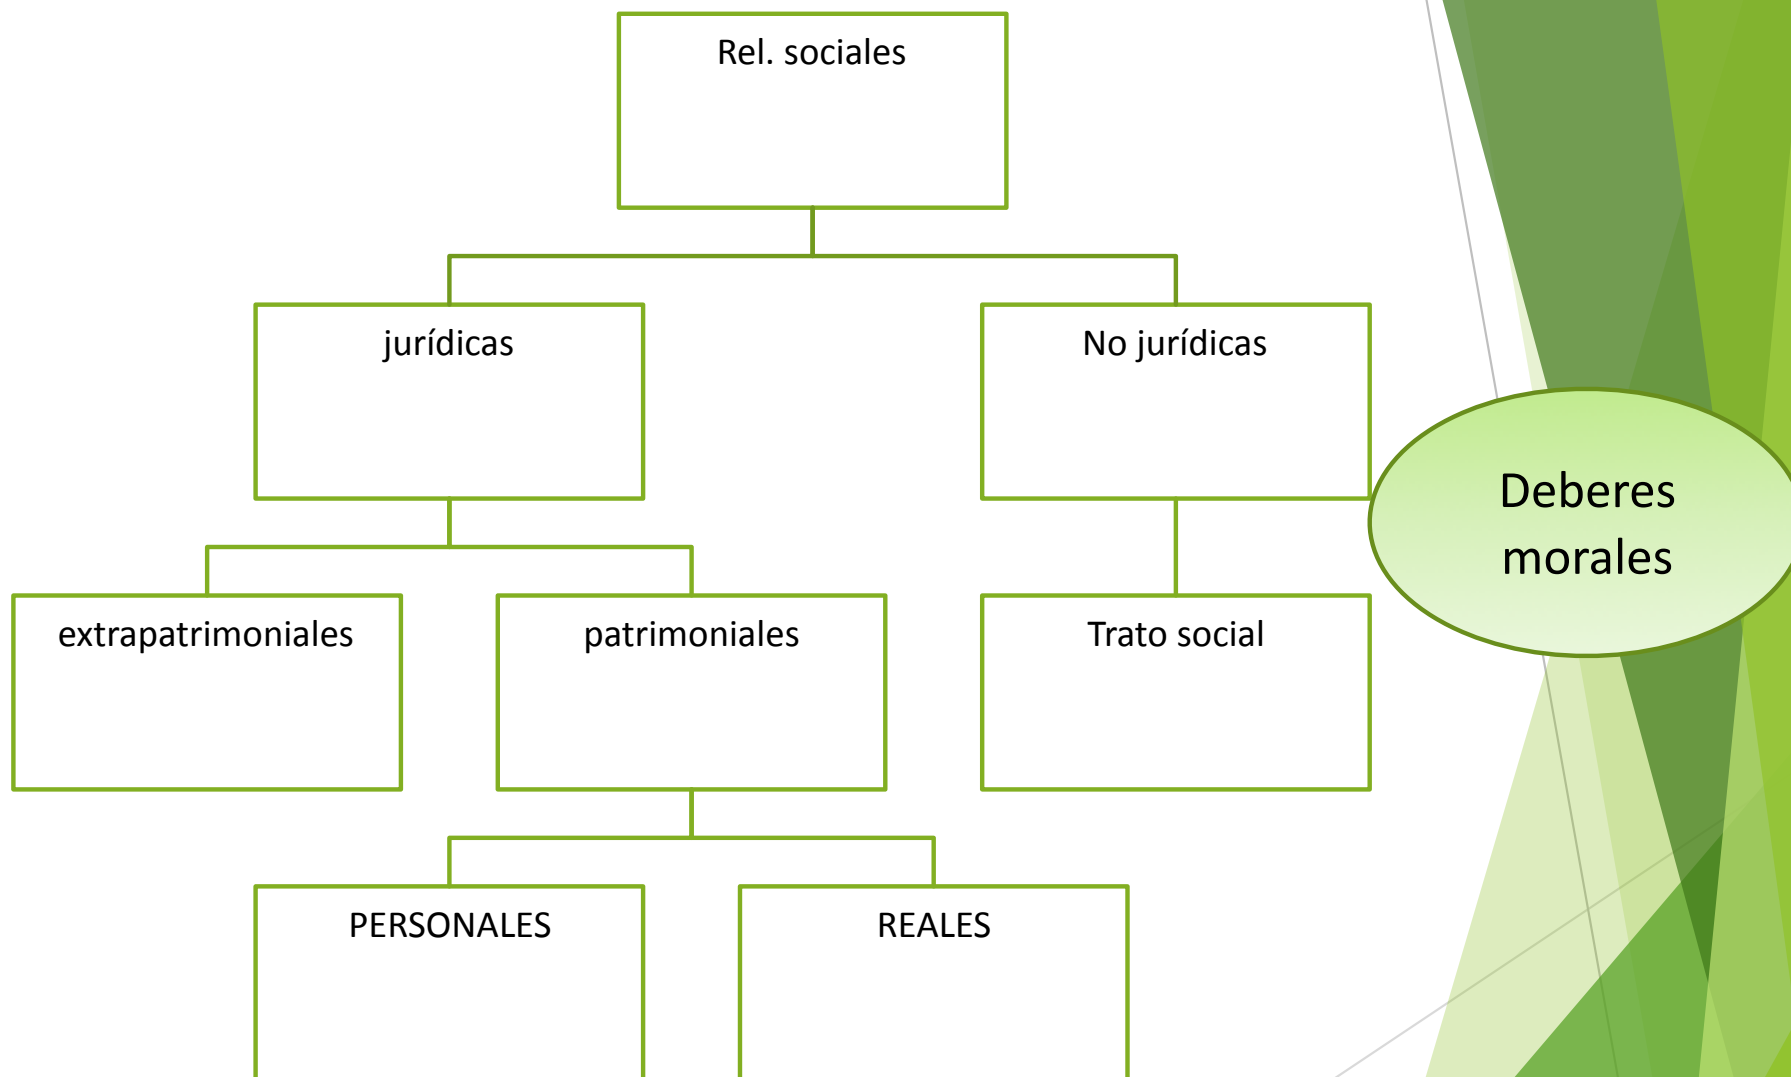 Rel. sociales
jurídicas
No jurídicas
Deberes
morales
extrapatrimoniales
patrimoniales
Trato social
PERSONALES
REALES